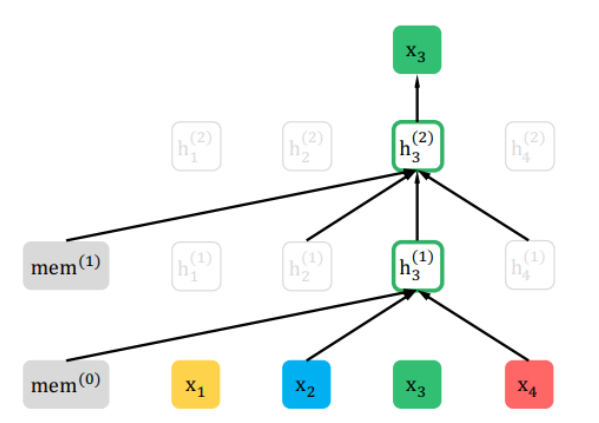 x₃
h₁⁽²⁾ h₂⁽²⁾ h₃⁽²⁾ h₄⁽²⁾
mem⁽¹⁾ h₁⁽¹⁾ h₂⁽¹⁾ h₃⁽¹⁾ h₄⁽¹⁾
mem⁽⁰⁾ x₁ x₂ x₃ x₄